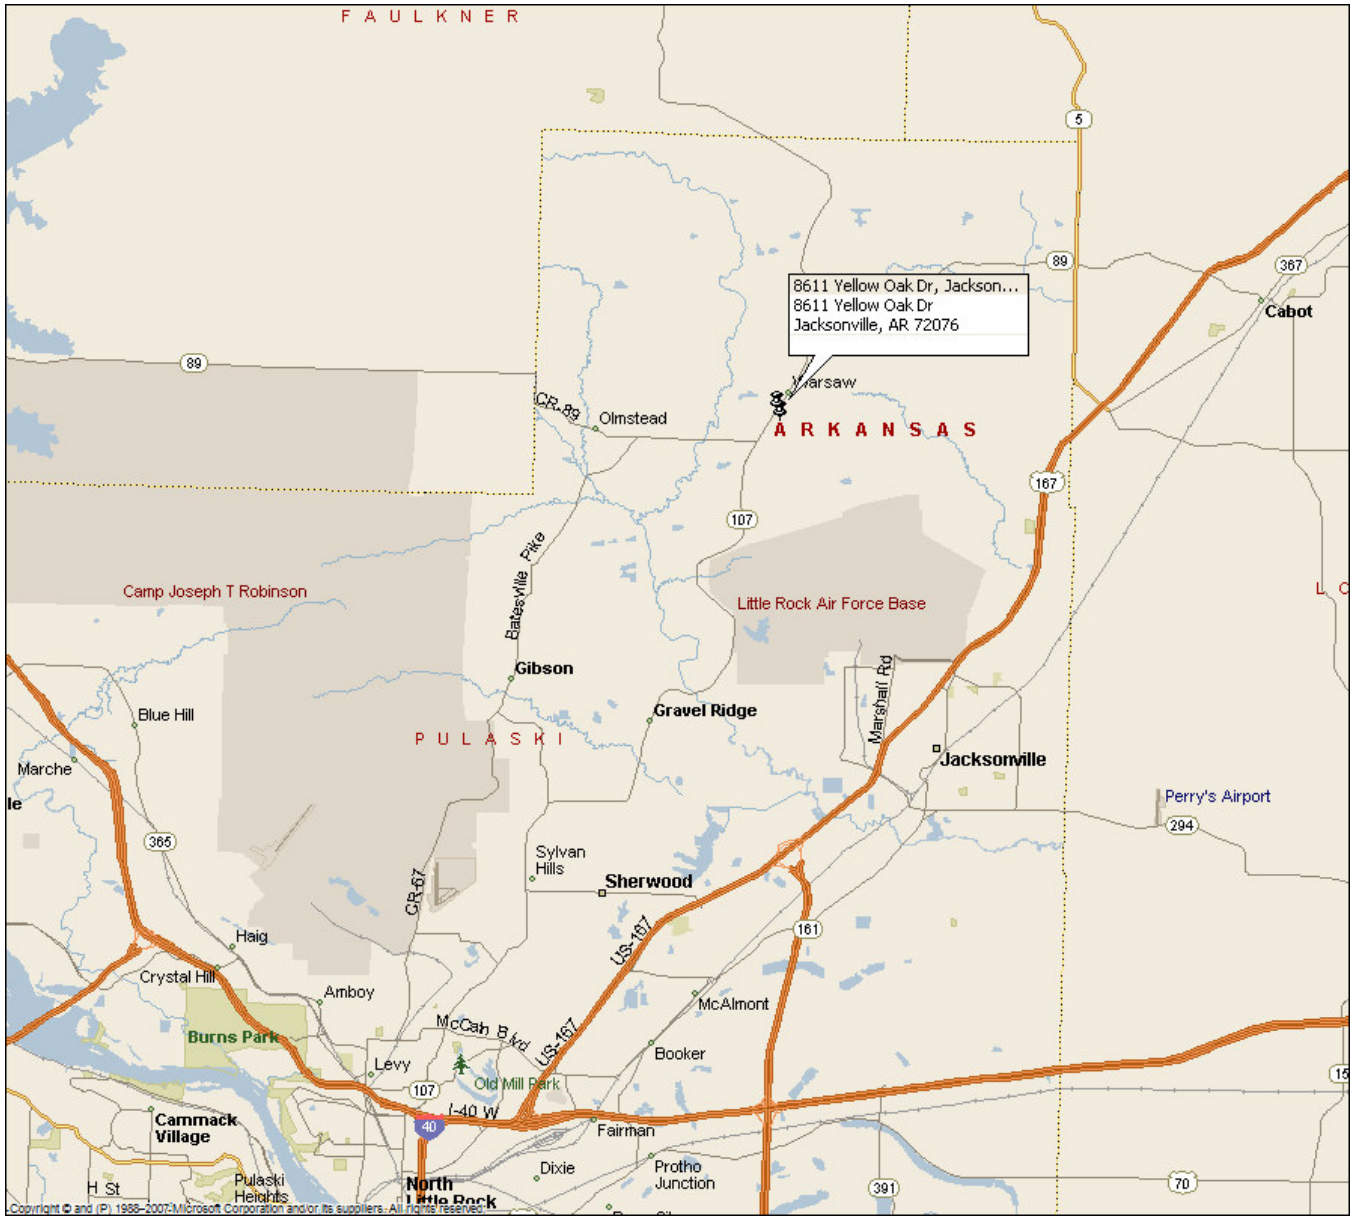 FAULKNER
5
89
367
8611 Yellow Oak Dr, Jackson...
8611 Yellow Oak Dr
Jacksonville, AR 72076
Cabot
89
Warsaw
CR-89
Olmstead
ARKANSAS
167
107
Batesville Pike
Camp Joseph T Robinson
Little Rock Air Force Base
L O
Gibson
Marshall Rd
Gravel Ridge
Blue Hill
PULASKI
Jacksonville
Marche
le
Perry's Airport
294
365
Sylvan
Hills
Sherwood
CR-67
US-167
161
Haig
Crystal Hill
Amboy
McAlmont
McCain Blvd
US-167
Burns Park
Booker
Levy
Old Mill Park
107
I-40 W
15
40
Cammack
Village
Fairman
Dixie
Protho
Junction
Pulaski
Heights
H St
North
Little Rock
391
70
Copyright © and (P) 1988–2007 Microsoft Corporation and/or its suppliers. All rights reserved.